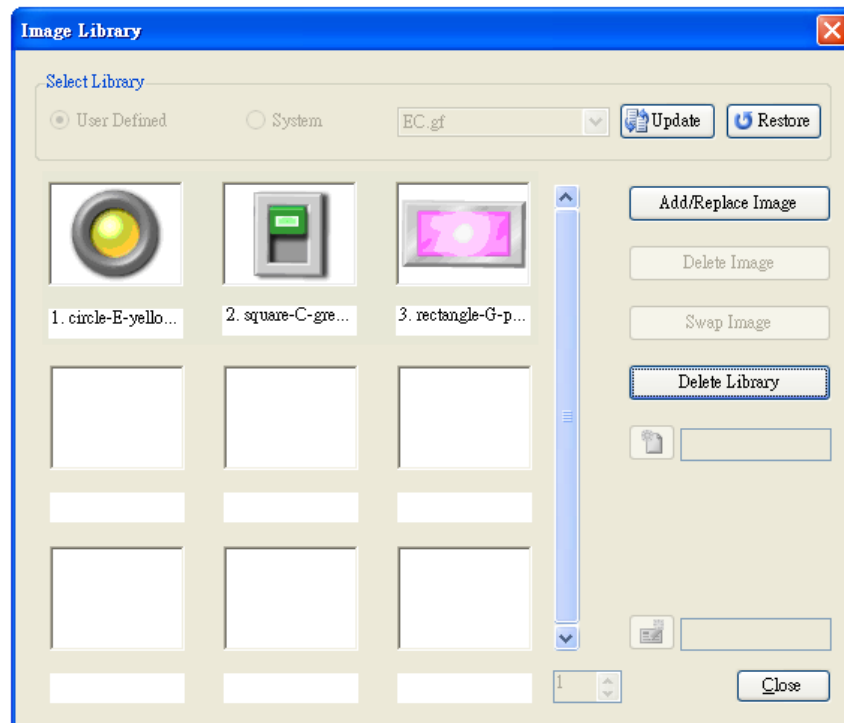 Image Library
Select Library
User Defined
System
EC.gf
Update
Restore
1. circle-E-yello...
2. square-C-gre...
3. rectangle-G-p...
Add/Replace Image
Delete Image
Swap Image
Delete Library
1
Close